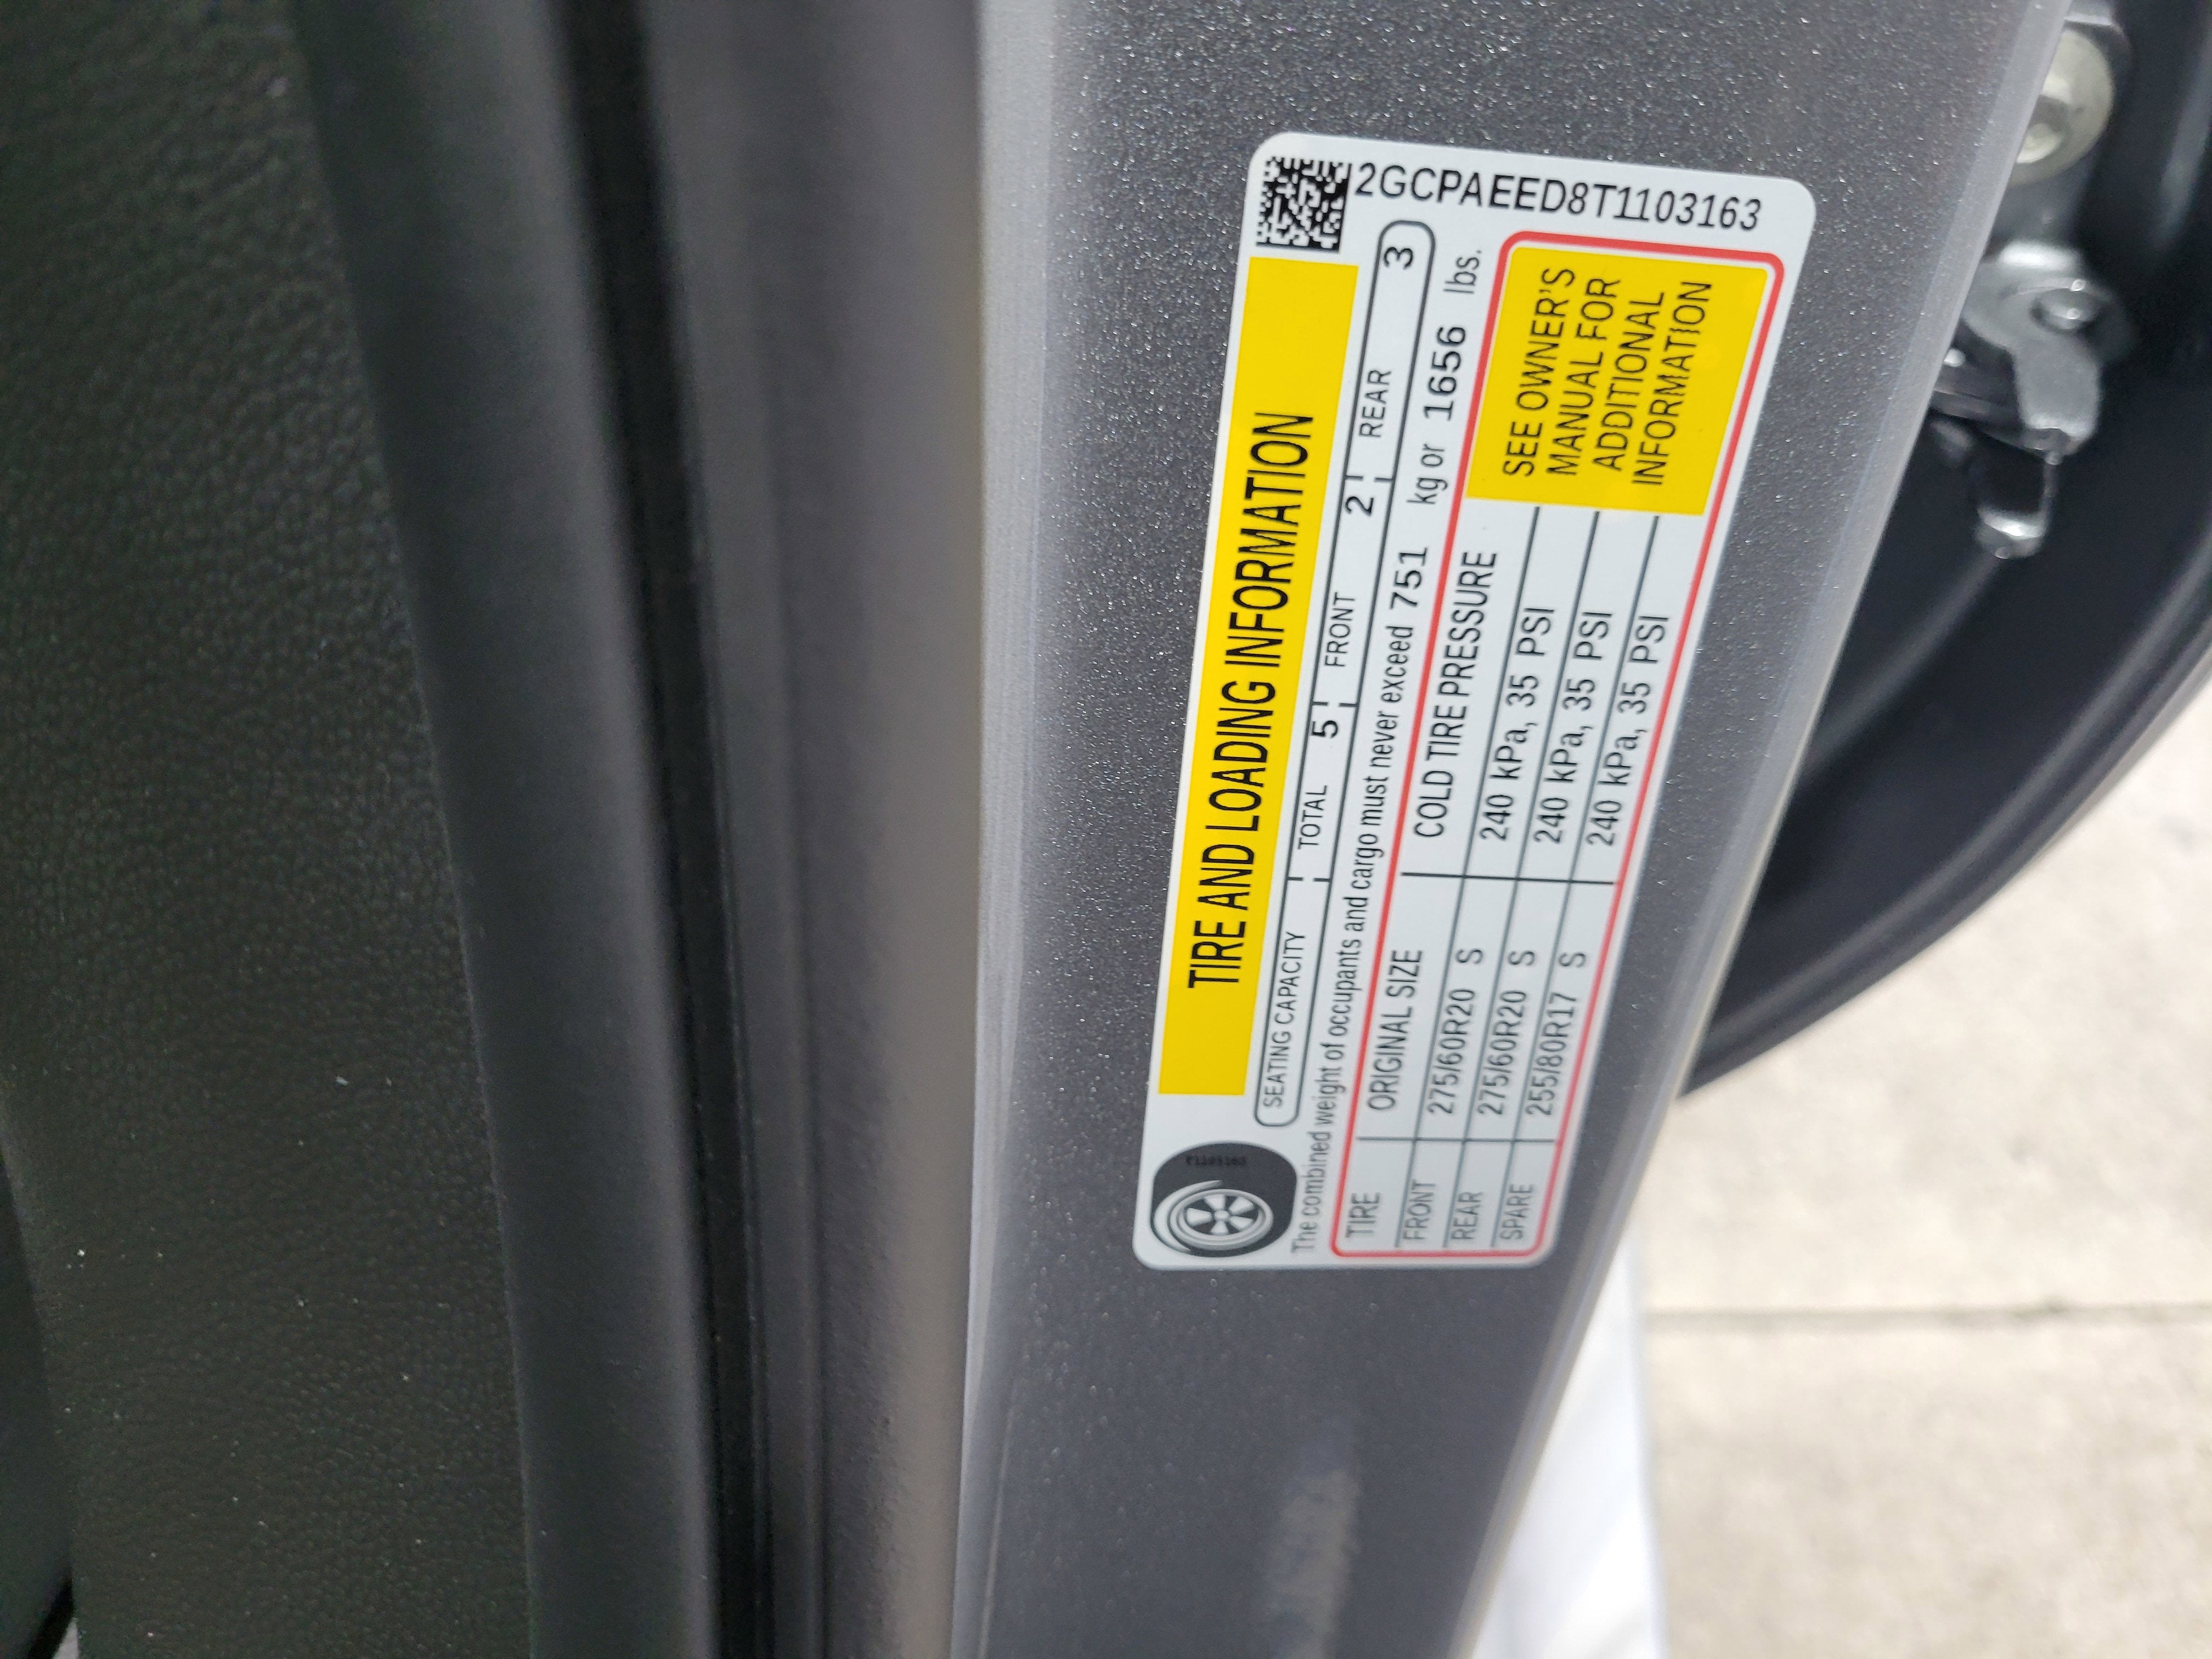 2GCPAEED8T1103163
TIRE AND LOADING INFORMATION
SEATING CAPACITY TOTAL 5 FRONT 2 REAR 3
The combined weight of occupants and cargo must never exceed 751 kg or 1656 lbs.
TIRE ORIGINAL SIZE COLD TIRE PRESSURE
FRONT 275/60R20 S 240 kPa, 35 PSI
REAR 275/60R20 S 240 kPa, 35 PSI
SPARE 255/80R17 S 240 kPa, 35 PSI
SEE OWNER'S
MANUAL FOR
ADDITIONAL
INFORMATION